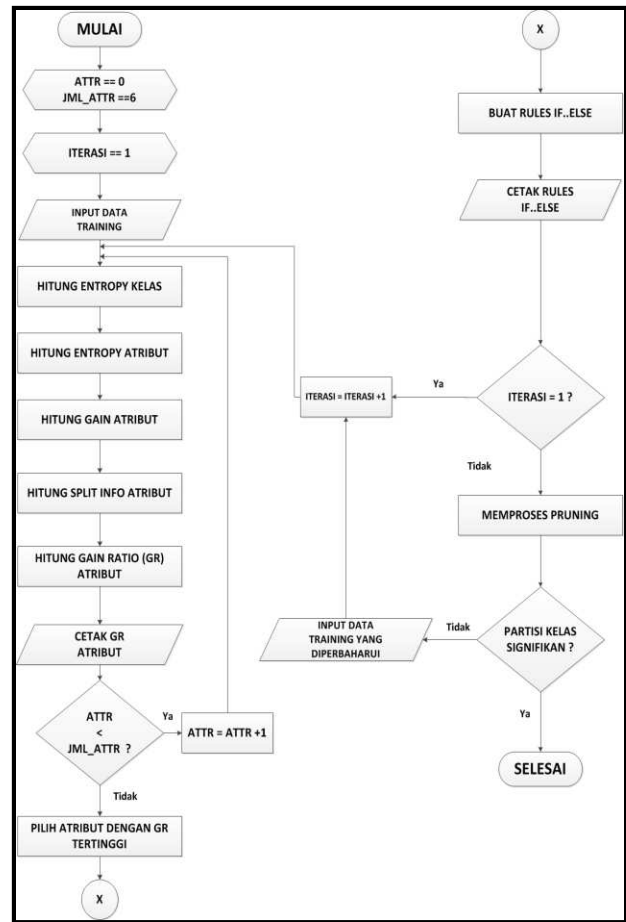 MULAI
ATTR == 0
JML_ATTR ==6
ITERASI == 1
INPUT DATA
TRAINING
HITUNG ENTROPY KELAS
HITUNG ENTROPY ATRIBUT
HITUNG GAIN ATRIBUT
HITUNG SPLIT INFO ATRIBUT
HITUNG GAIN RATIO (GR)
ATRIBUT
CETAK GR
ATRIBUT
ATTR
<
JML_ATTR ?
Ya
ATTR = ATTR +1
Tidak
PILIH ATRIBUT DENGAN GR
TERTINGGI
X
X
BUAT RULES IF..ELSE
CETAK RULES
IF..ELSE
ITERASI = 1 ?
Ya
ITERASI = ITERASI +1
Tidak
MEMPROSES PRUNING
PARTISI KELAS
SIGNIFIKAN ?
Tidak
INPUT DATA
TRAINING YANG
DIPERBAHARUI
Ya
SELESAI